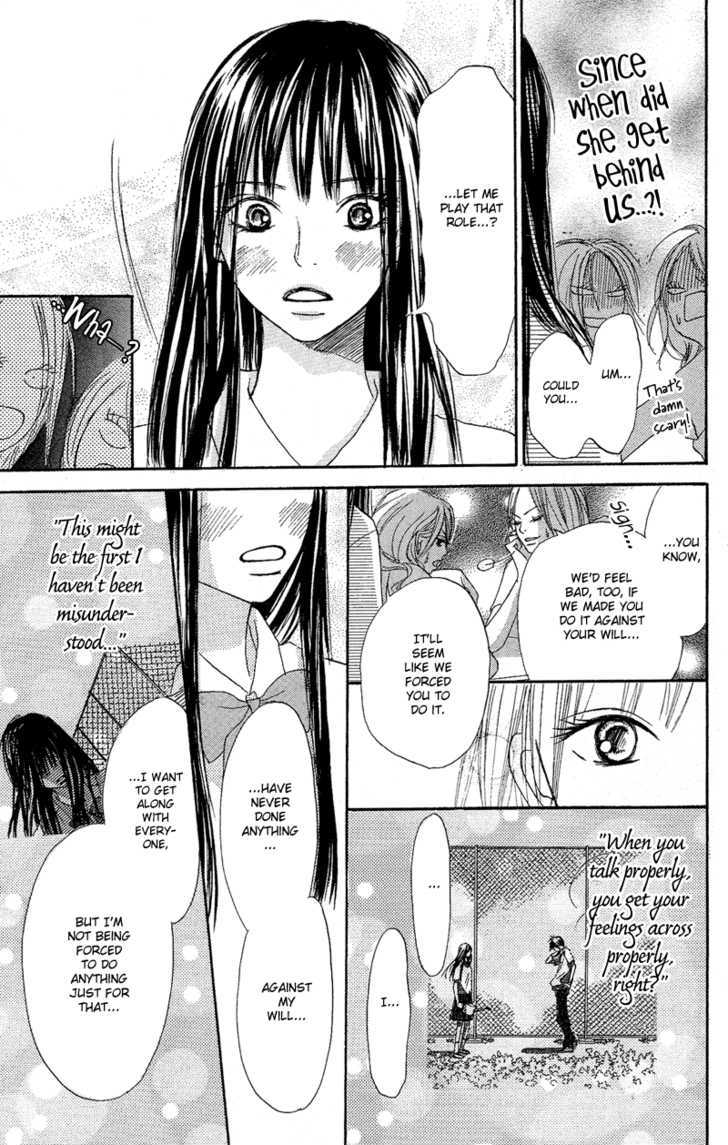 Since
when did
she get
behind
us...?!
UM...
COULD
YOU...
That's
damn
scary!
...LET ME
PLAY THAT
ROLE...?
Wha
—?
...YOU
KNOW,
WE'D FEEL
BAD, TOO, IF
WE MADE YOU
DO IT AGAINST
YOUR WILL...
Sign...
IT'LL
SEEM
LIKE WE
FORCED
YOU TO
DO IT.
"When you
talk properly,
you get your
feelings across
properly,
right?"
...
I...
...HAVE
NEVER
DONE
ANYTHING
...
AGAINST
MY
WILL...
"This might
be the first I
haven't been
misunder-
stood..."
...I WANT
TO GET
ALONG
WITH
EVERY-
ONE,
BUT I'M
NOT BEING
FORCED
TO DO
ANYTHING
JUST FOR
THAT...